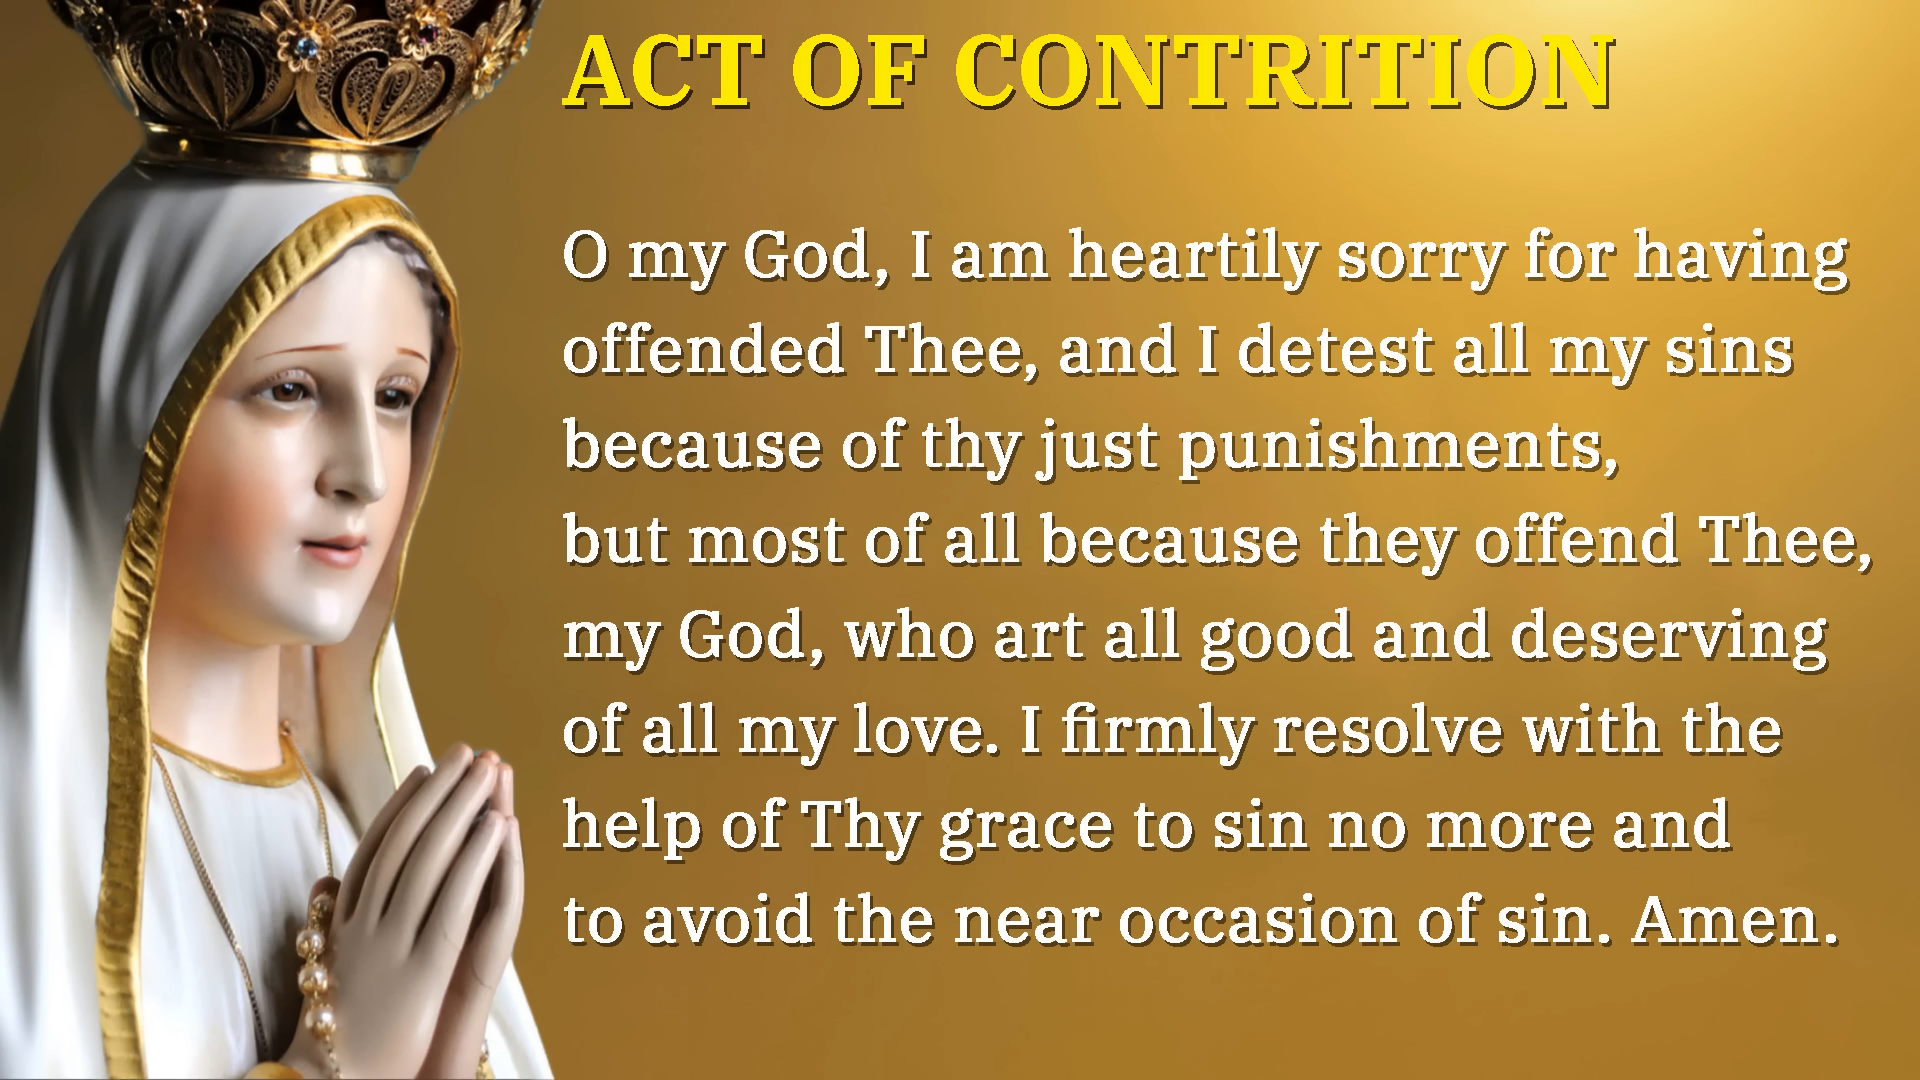 ACT OF CONTRITION
O my God, I am heartily sorry for having
offended Thee, and I detest all my sins
because of thy just punishments,
but most of all because they offend Thee,
my God, who art all good and deserving
of all my love. I firmly resolve with the
help of Thy grace to sin no more and
to avoid the near occasion of sin. Amen.